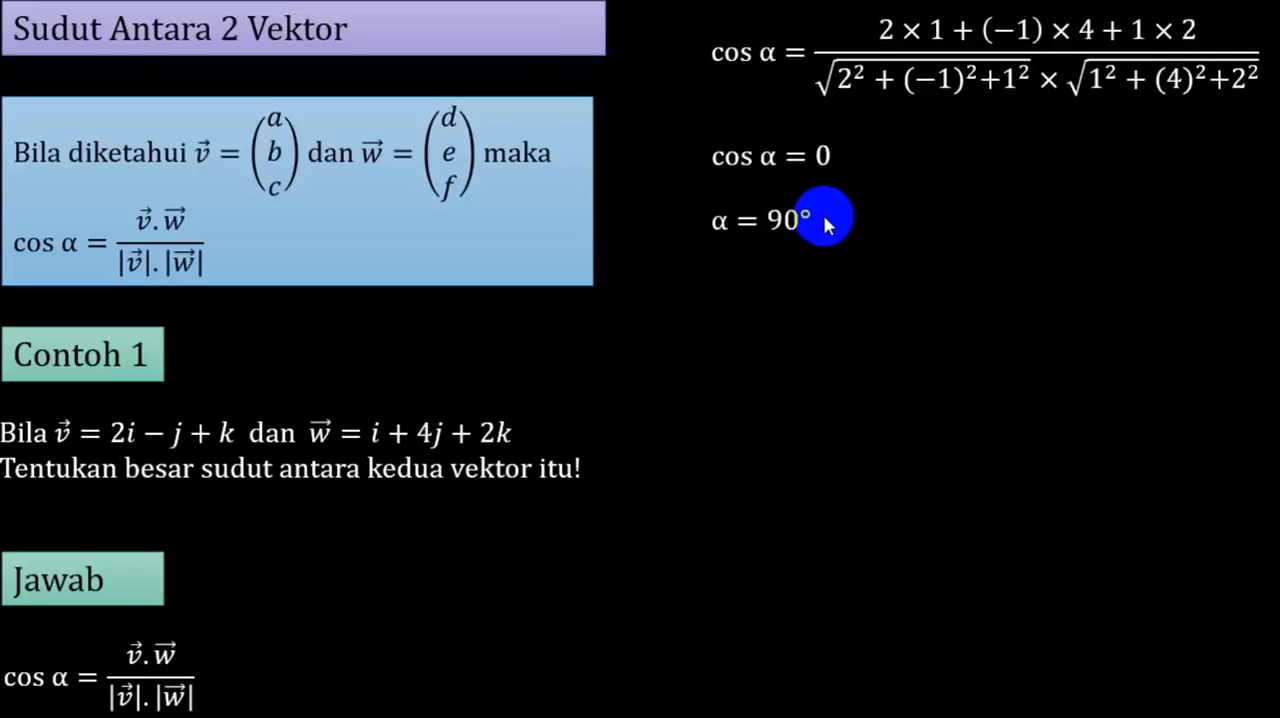 Sudut Antara 2 Vektor
Bila diketahui v⃗ = (a b c) dan w⃗ = (d e f) maka
cos α = v⃗.w⃗ / |v⃗|.|w⃗|
Contoh 1
Bila v⃗ = 2i − j + k dan w⃗ = i + 4j + 2k
Tentukan besar sudut antara kedua vektor itu!
Jawab
cos α = v⃗.w⃗ / |v⃗|.|w⃗|
cos α = 2 × 1 + (−1) × 4 + 1 × 2 / √2² + (−1)²+1² × √1² + (4)²+2²
cos α = 0
α = 90°